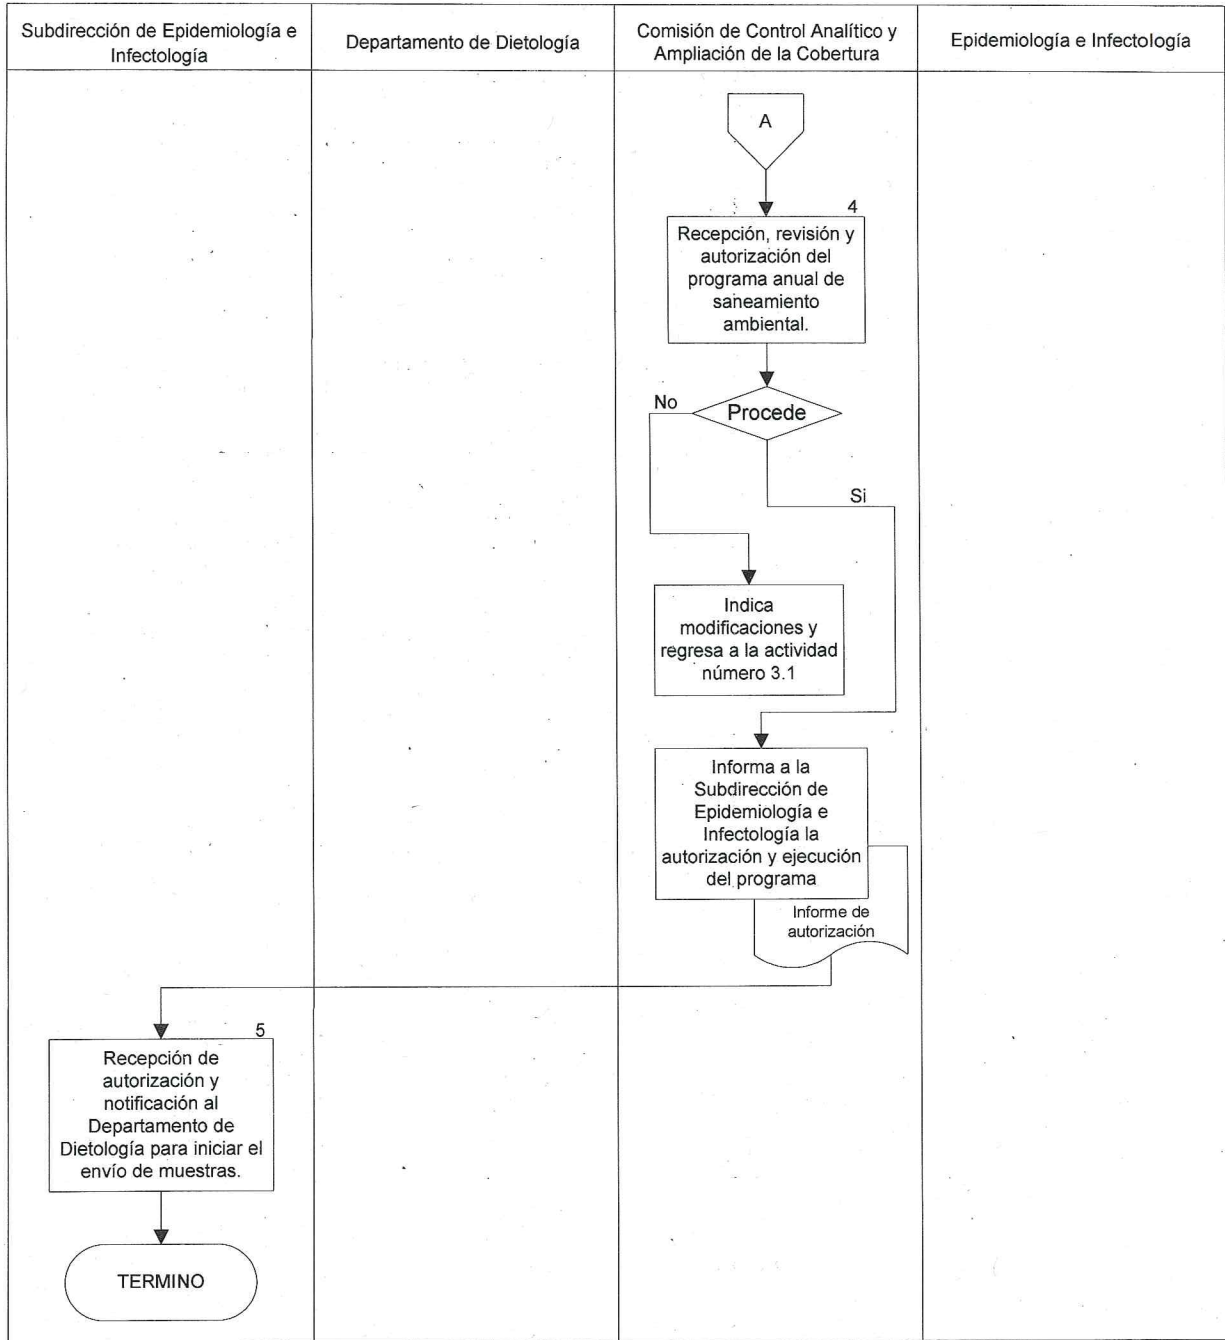 Subdirección de Epidemiología e
Infectología
Departamento de Dietología
Comisión de Control Analítico y
Ampliación de la Cobertura
Epidemiología e Infectología
A
4
Recepción, revisión y
autorización del
programa anual de
saneamiento
ambiental.
Procede
No
Si
Indica
modificaciones y
regresa a la actividad
número 3.1
Informa a la
Subdirección de
Epidemiología e
Infectología la
autorización y ejecución
del programa
Informe de
autorización
5
Recepción de
autorización y
notificación al
Departamento de
Dietología para iniciar el
envío de muestras.
TERMINO